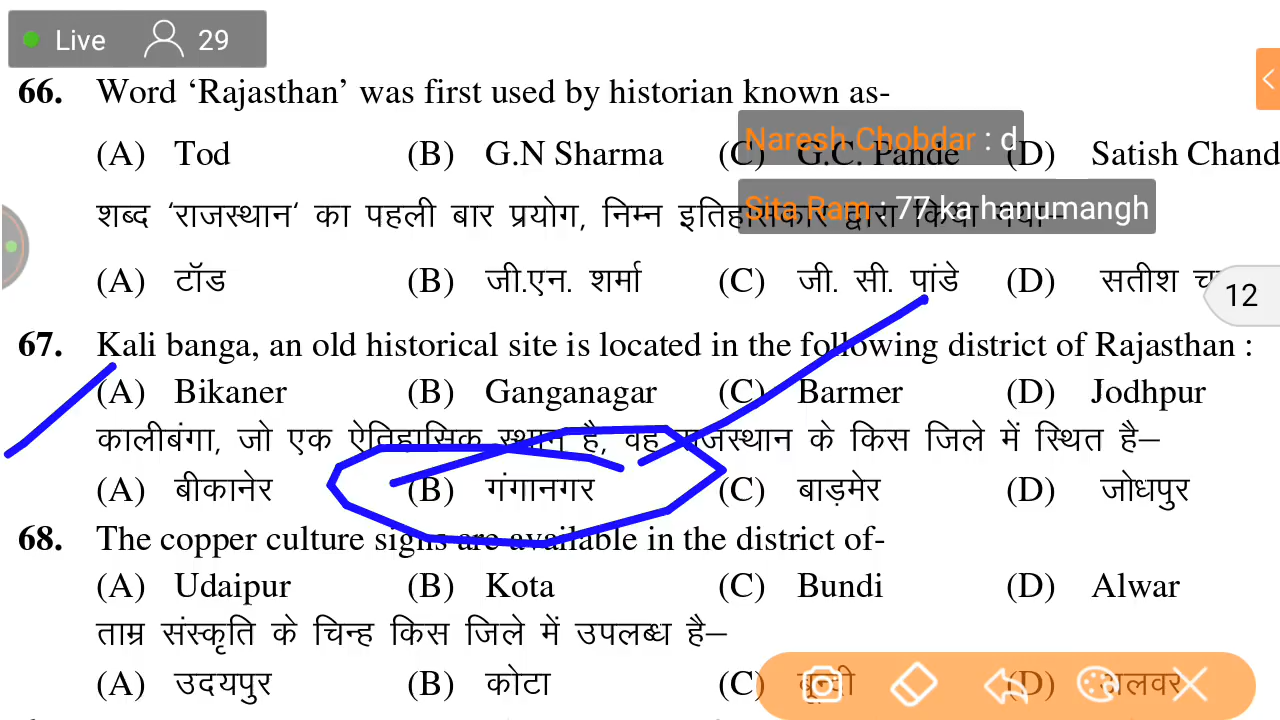 Live 29
66. Word ‘Rajasthan’ was first used by historian known as-
Naresh Chobdar : d
(A) Tod (B) G.N Sharma (C) G.C. Pande (D) Satish Chand
Sita Ram : 77 ka hanumangh
शब्द ‘राजस्थान‘ का पहली बार प्रयोग, निम्न इतिहासकार द्वारा किया गया–
(A) टॉड (B) जी.एन. शर्मा (C) जी. सी. पांडे (D) सतीश
12
67. Kali banga, an old historical site is located in the following district of Rajasthan :
(A) Bikaner (B) Ganganagar (C) Barmer (D) Jodhpur
कालीबंगा, जो एक ऐतिहासिक स्थान है, वह राजस्थान के किस जिले में स्थित है–
(A) बीकानेर (B) गंगानगर (C) बाड़मेर (D) जोधपुर
68. The copper culture signs are available in the district of-
(A) Udaipur (B) Kota (C) Bundi (D) Alwar
ताम्र संस्कृति के चिन्ह किस जिले में उपलब्ध है–
(A) उदयपुर (B) कोटा (C) बून्दी (D) अलवर